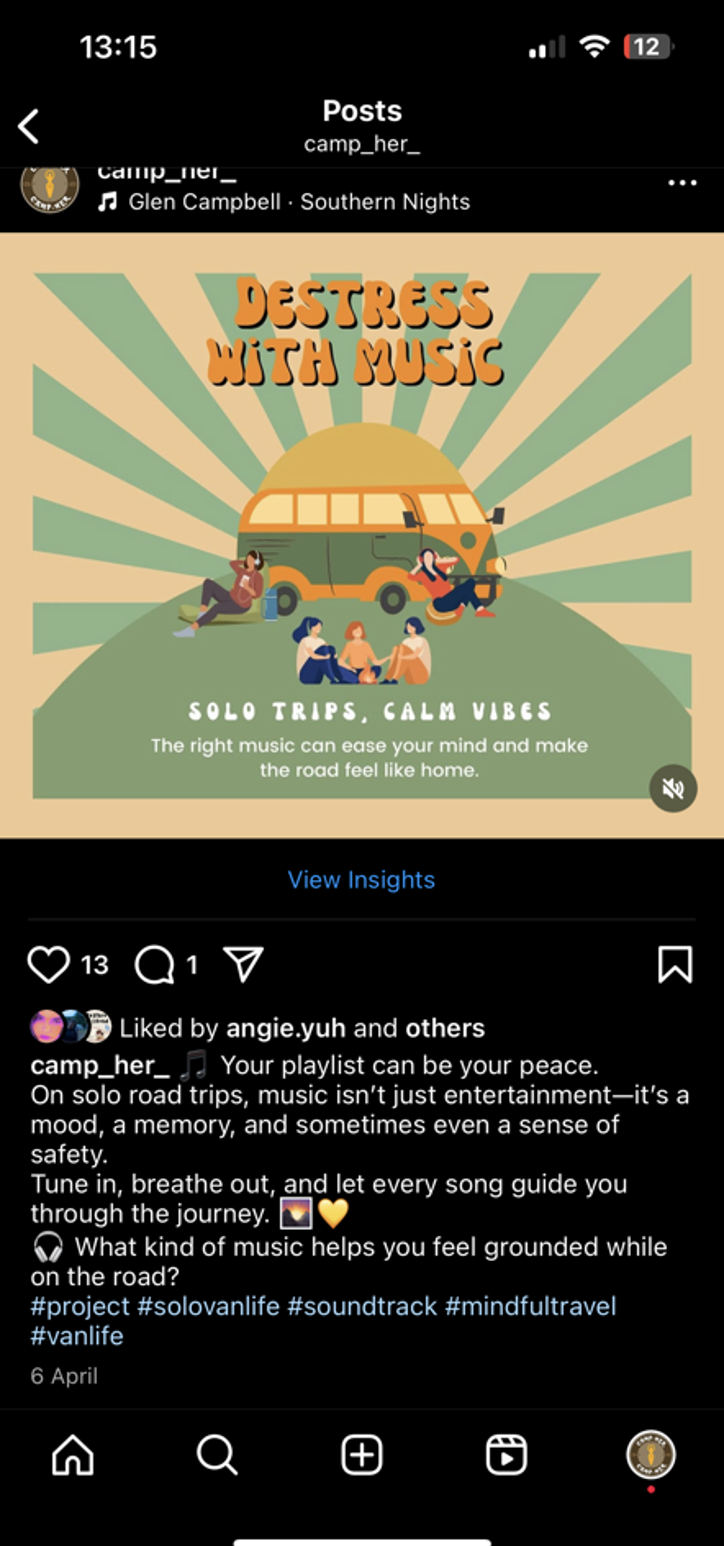 13:15
12
Posts
camp_her_
camp_her_
Glen Campbell · Southern Nights
DESTRESS
WiTH MUSiC
SOLO TRIPS, CALM VIBES
The right music can ease your mind and make
the road feel like home.
View Insights
13 1
Liked by angie.yuh and others
camp_her_ 🎵 Your playlist can be your peace.
On solo road trips, music isn’t just entertainment—it’s a
mood, a memory, and sometimes even a sense of
safety.
Tune in, breathe out, and let every song guide you
through the journey. 🌄💛
🎧 What kind of music helps you feel grounded while
on the road?
#project #solovanlife #soundtrack #mindfultravel
#vanlife
6 April